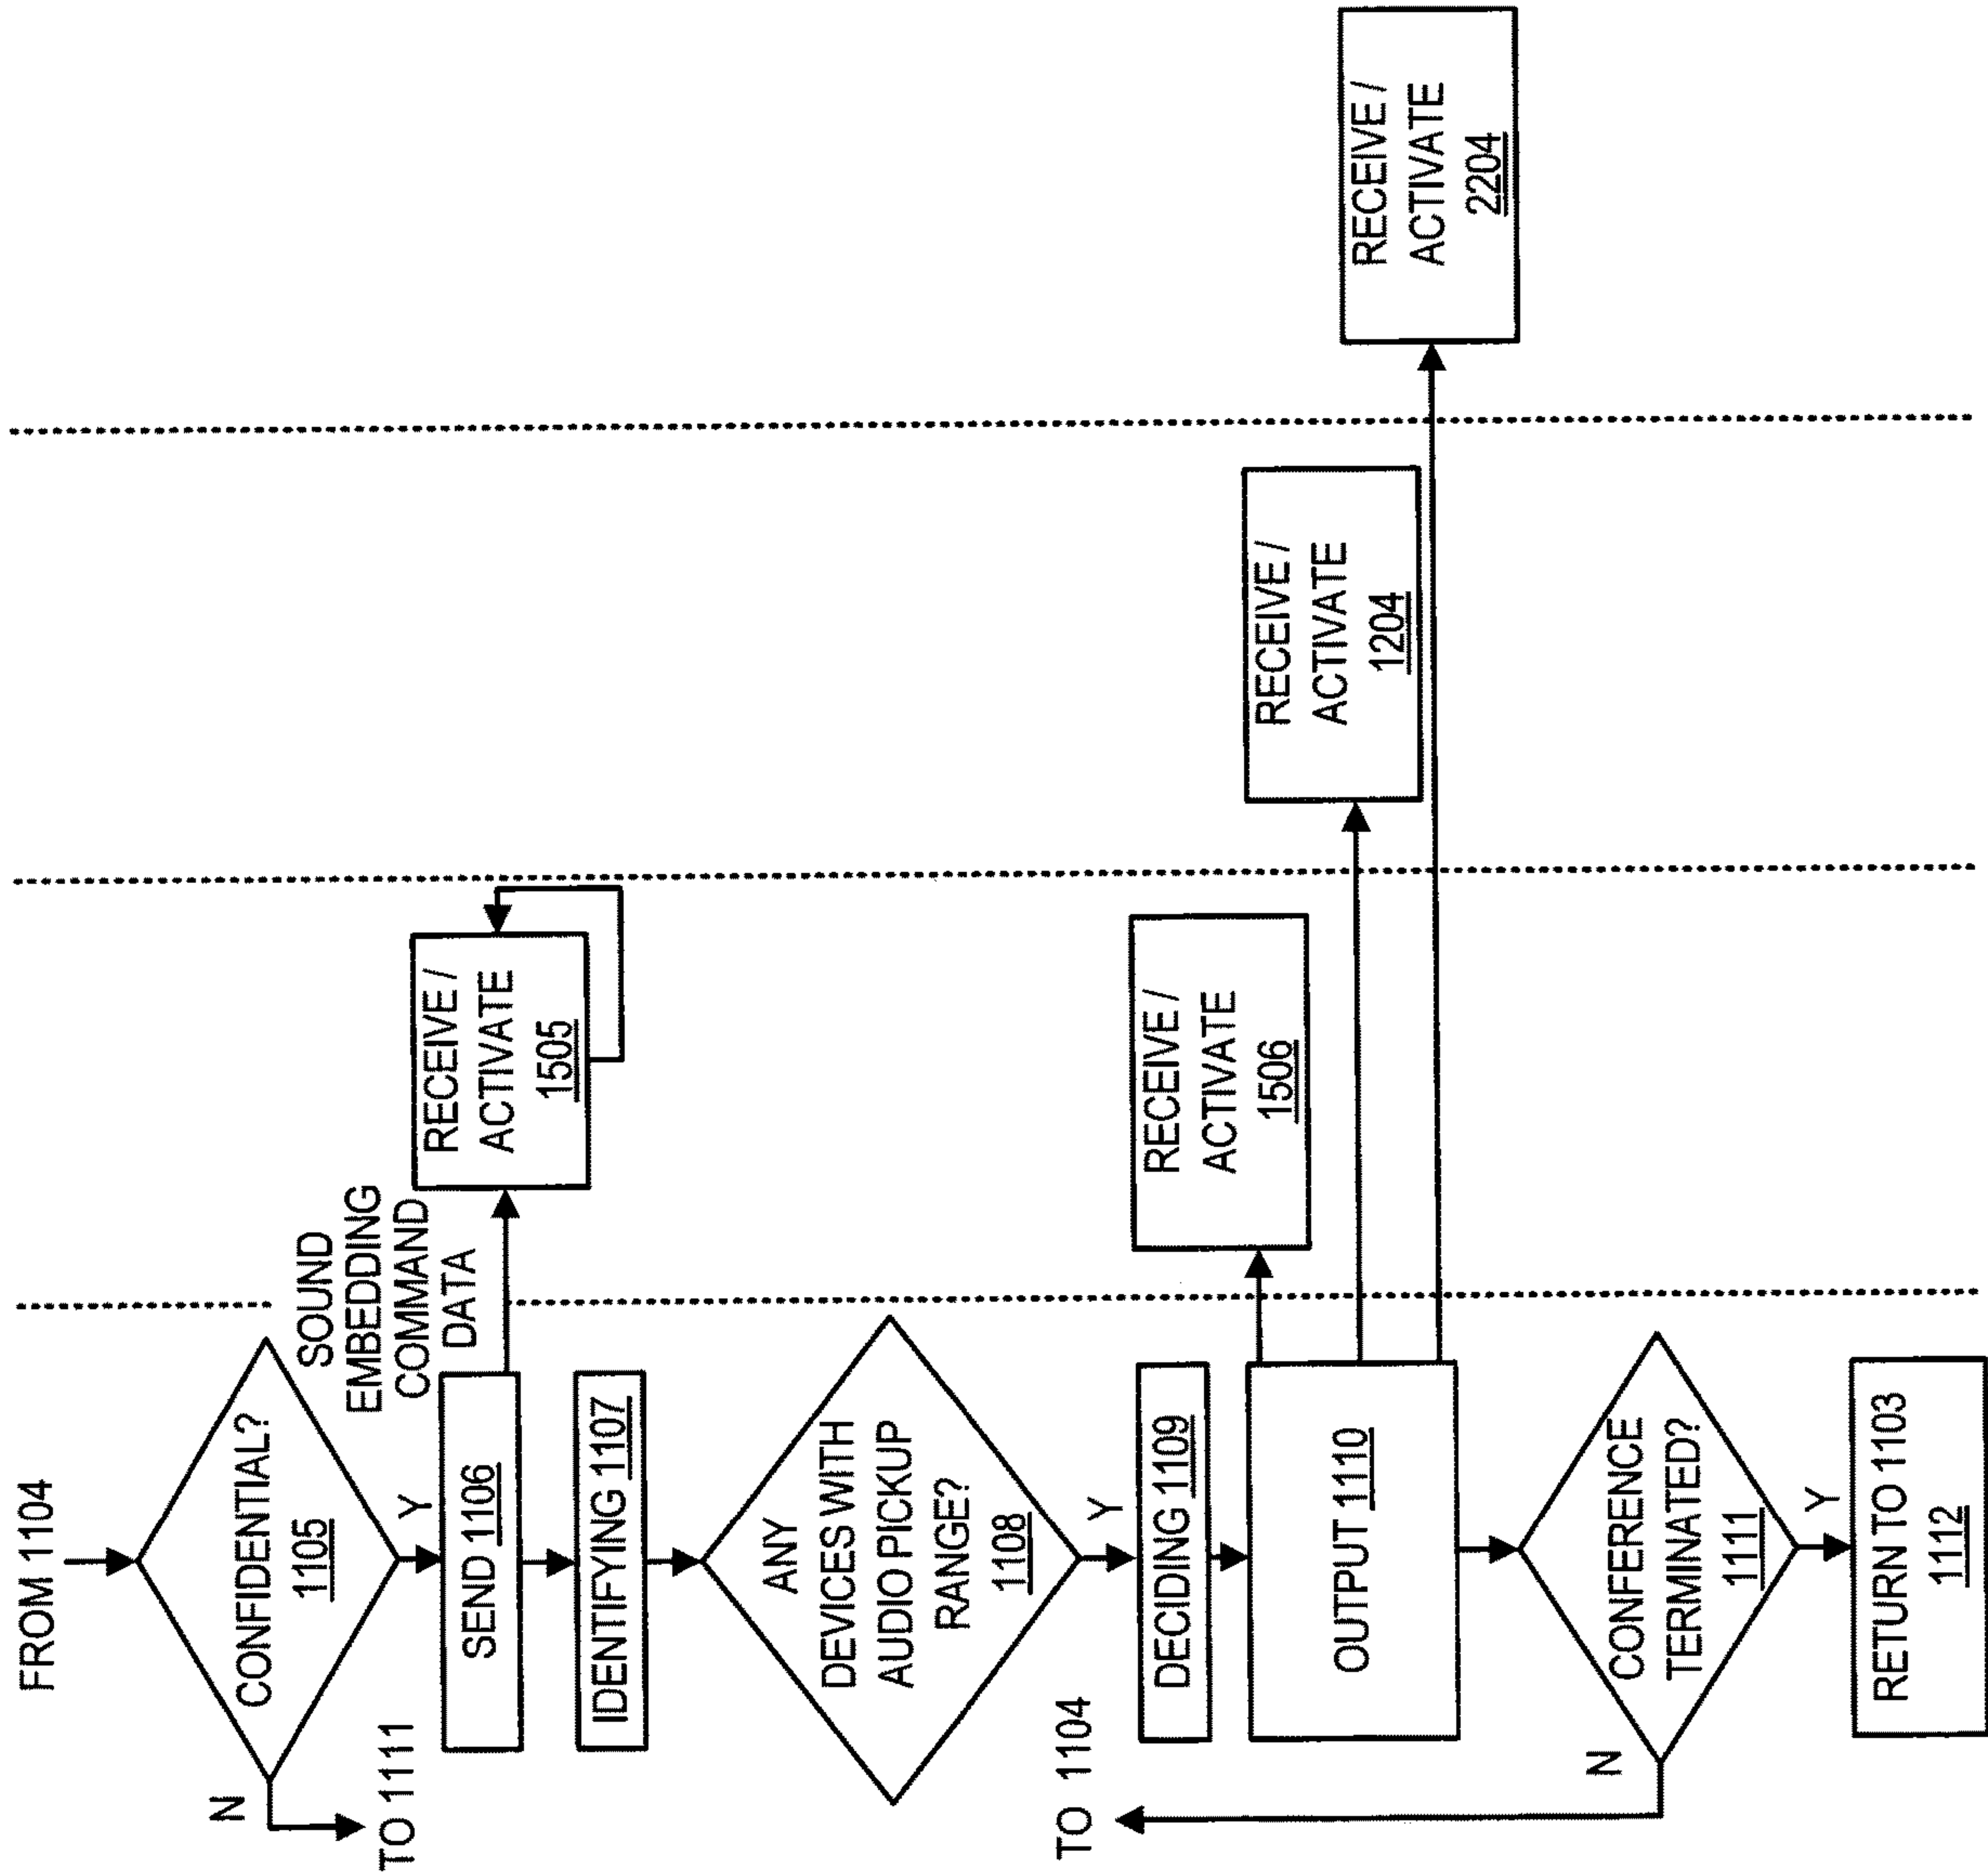 FROM 1104
CONFIDENTIAL?
1105
N
TO 1111
Y
SOUND
EMBEDDING
COMMAND
DATA
SEND 1106
RECEIVE /
ACTIVATE
1505
IDENTIFYING 1107
ANY
DEVICES WITH
AUDIO PICKUP
RANGE?
1108
Y
TO 1104
DECIDING 1109
RECEIVE /
ACTIVATE
1506
OUTPUT 1110
RECEIVE /
ACTIVATE
1204
RECEIVE /
ACTIVATE
2204
CONFERENCE
TERMINATED?
1111
N
Y
RETURN TO 1103
1112